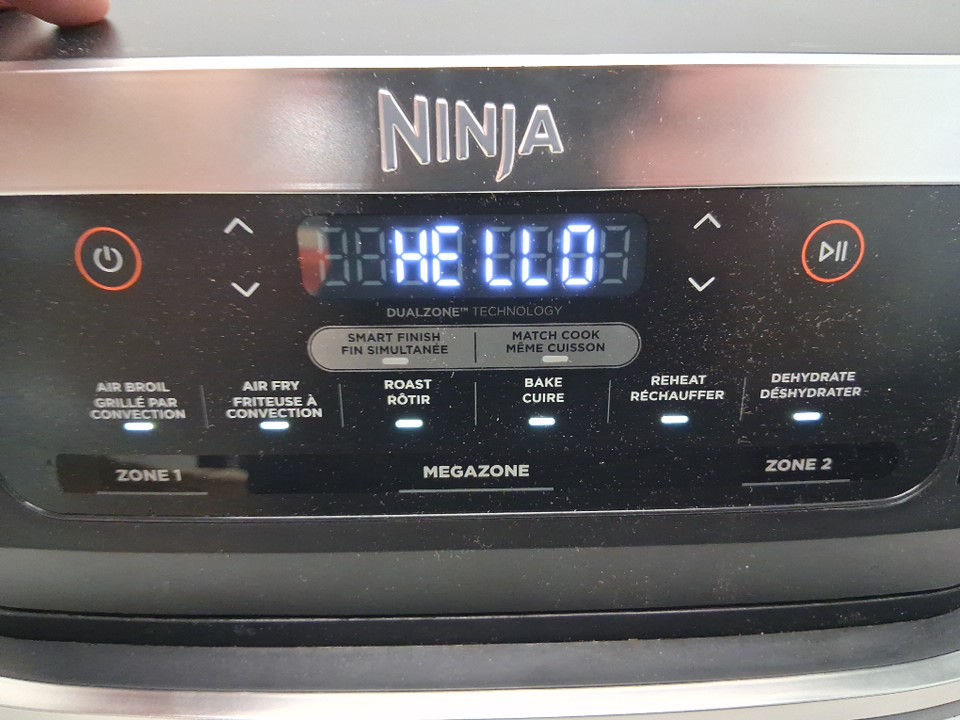 NINJA
HELLO
DUALZONE™ TECHNOLOGY
SMART FINISH
FIN SIMULTANÉE
MATCH COOK
MÊME CUISSON
AIR BROIL
GRILLÉ PAR
CONVECTION
AIR FRY
FRITEUSE À
CONVECTION
ROAST
RÔTIR
BAKE
CUIRE
REHEAT
RÉCHAUFFER
DEHYDRATE
DÉSHYDRATER
ZONE 1
MEGAZONE
ZONE 2